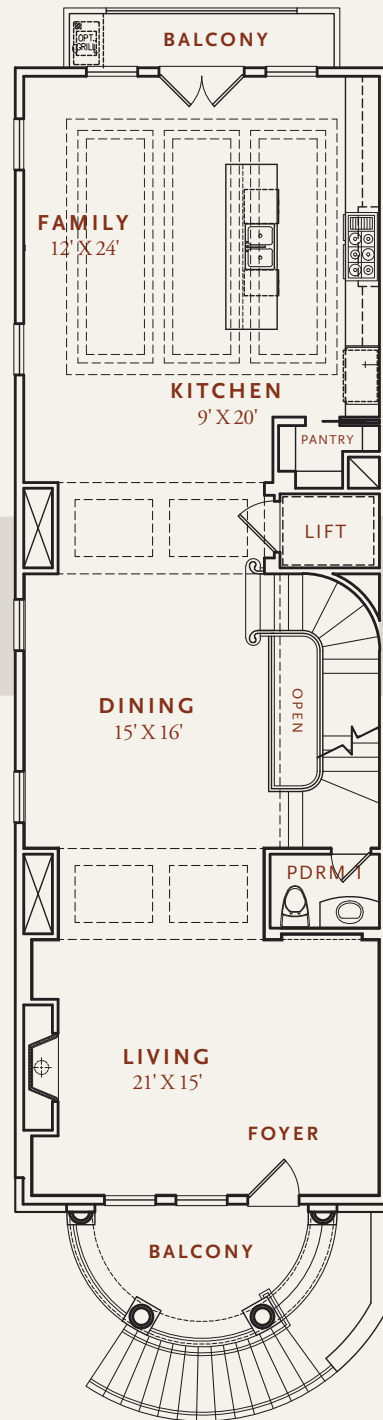 OPT.
GRILL
BALCONY
FAMILY
12' X 24'
KITCHEN
9' X 20'
PANTRY
LIFT
DINING
15' X 16'
OPEN
PDRM 1
LIVING
21' X 15'
FOYER
BALCONY